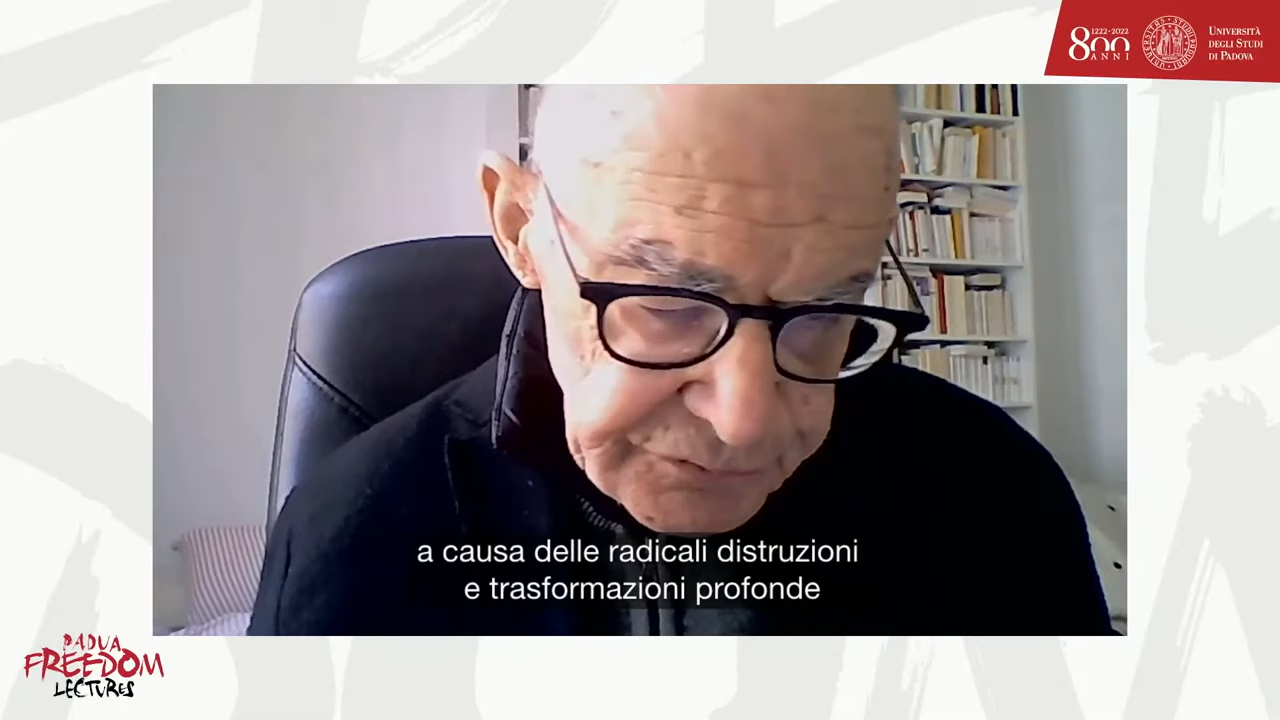 1222-2022
800
ANNI
UNIVERSITÀ
DEGLI STUDI
DI PADOVA
a causa delle radicali distruzioni
e trasformazioni profonde
PADUA
FREEDOM
LECTURES